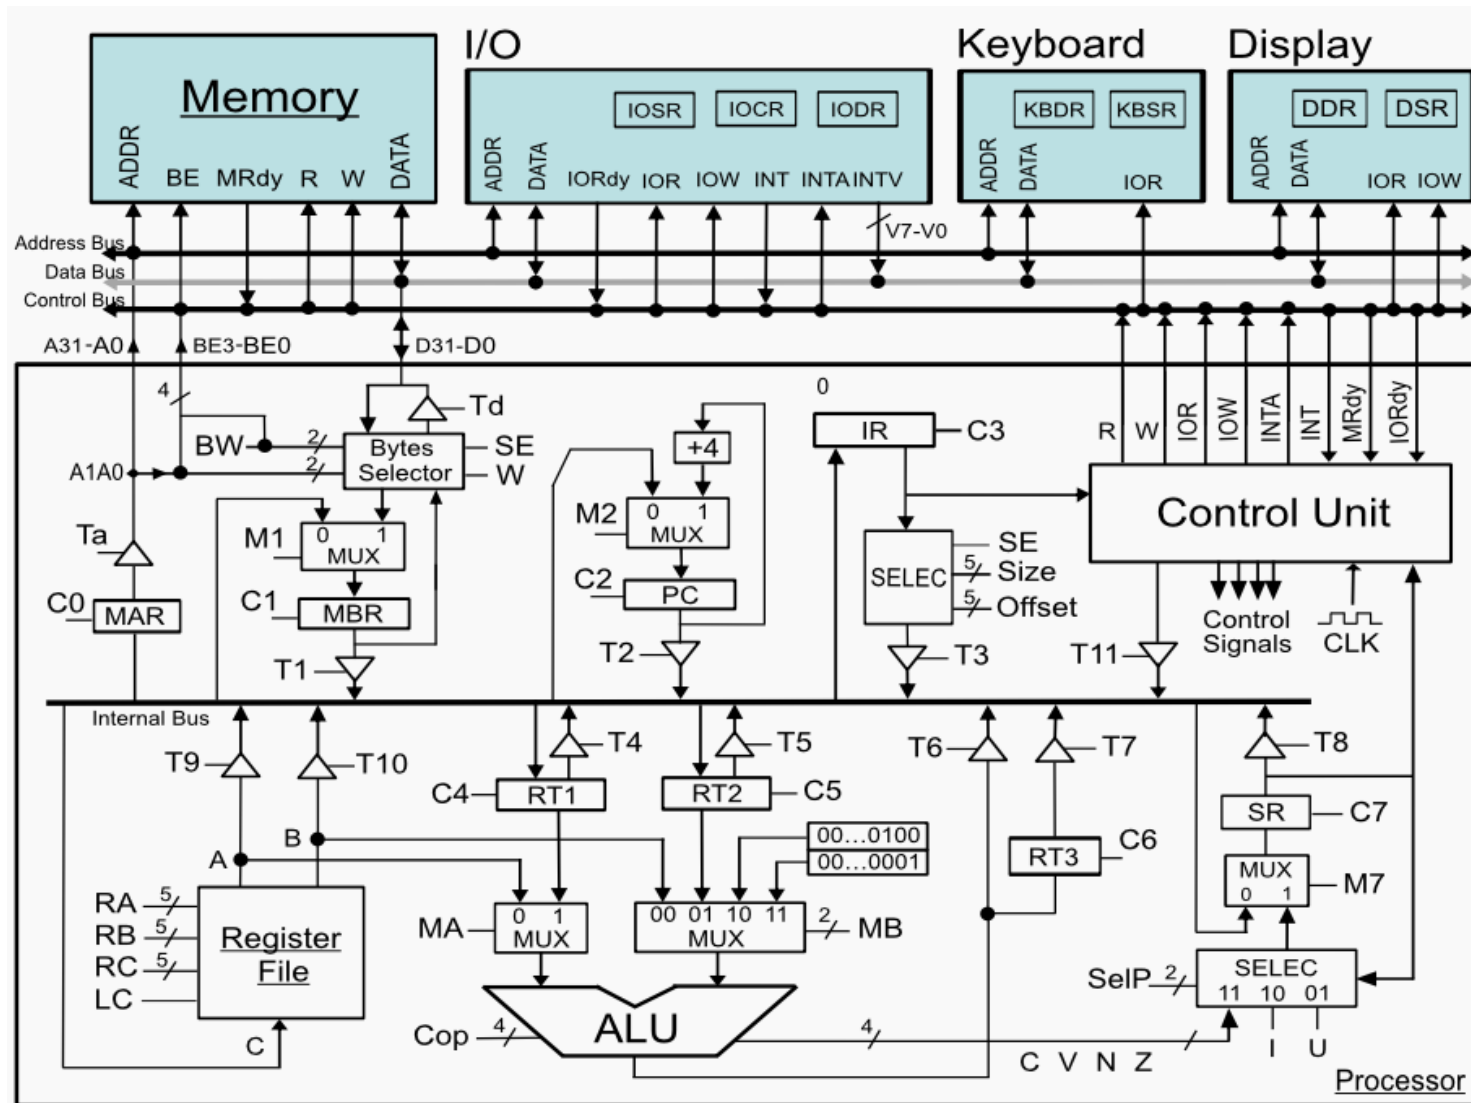 I/O
Keyboard
Display
Memory
IOSR
IOCR
IODR
KBDR
KBSR
DDR
DSR
ADDR
BE
MRdy
R
W
DATA
ADDR
DATA
IORdy
IOR
IOW
INT
INTA
INTV
ADDR
DATA
IOR
ADDR
DATA
IOR
IOW
V7-V0
Address Bus
Data Bus
Control Bus
A31-A0
BE3-BE0
D31-D0
0
4
Td
R
W
IOR
IOW
INTA
INT
MRdy
IORdy
BW
2
Bytes
Selector
SE
W
A1A0
2
+4
IR
C3
Control Unit
Ta
M1
0 1
MUX
M2
0 1
MUX
SELEC
SE
5
Size
5
Offset
C0
MAR
C1
MBR
C2
PC
Control
Signals
CLK
T1
T2
T3
T11
Internal Bus
T9
T10
T4
T5
T6
T7
T8
C4
RT1
RT2
C5
SR
C7
B
A
00...0100
00...0001
RT3
C6
MUX
0 1
M7
RA
5
RB
5
RC
5
LC
Register
File
C
MA
0 1
MUX
00 01 10 11
MUX
2
MB
SelP
2
SELEC
11 10 01
Cop
4
ALU
4
C V N Z
I
U
Processor